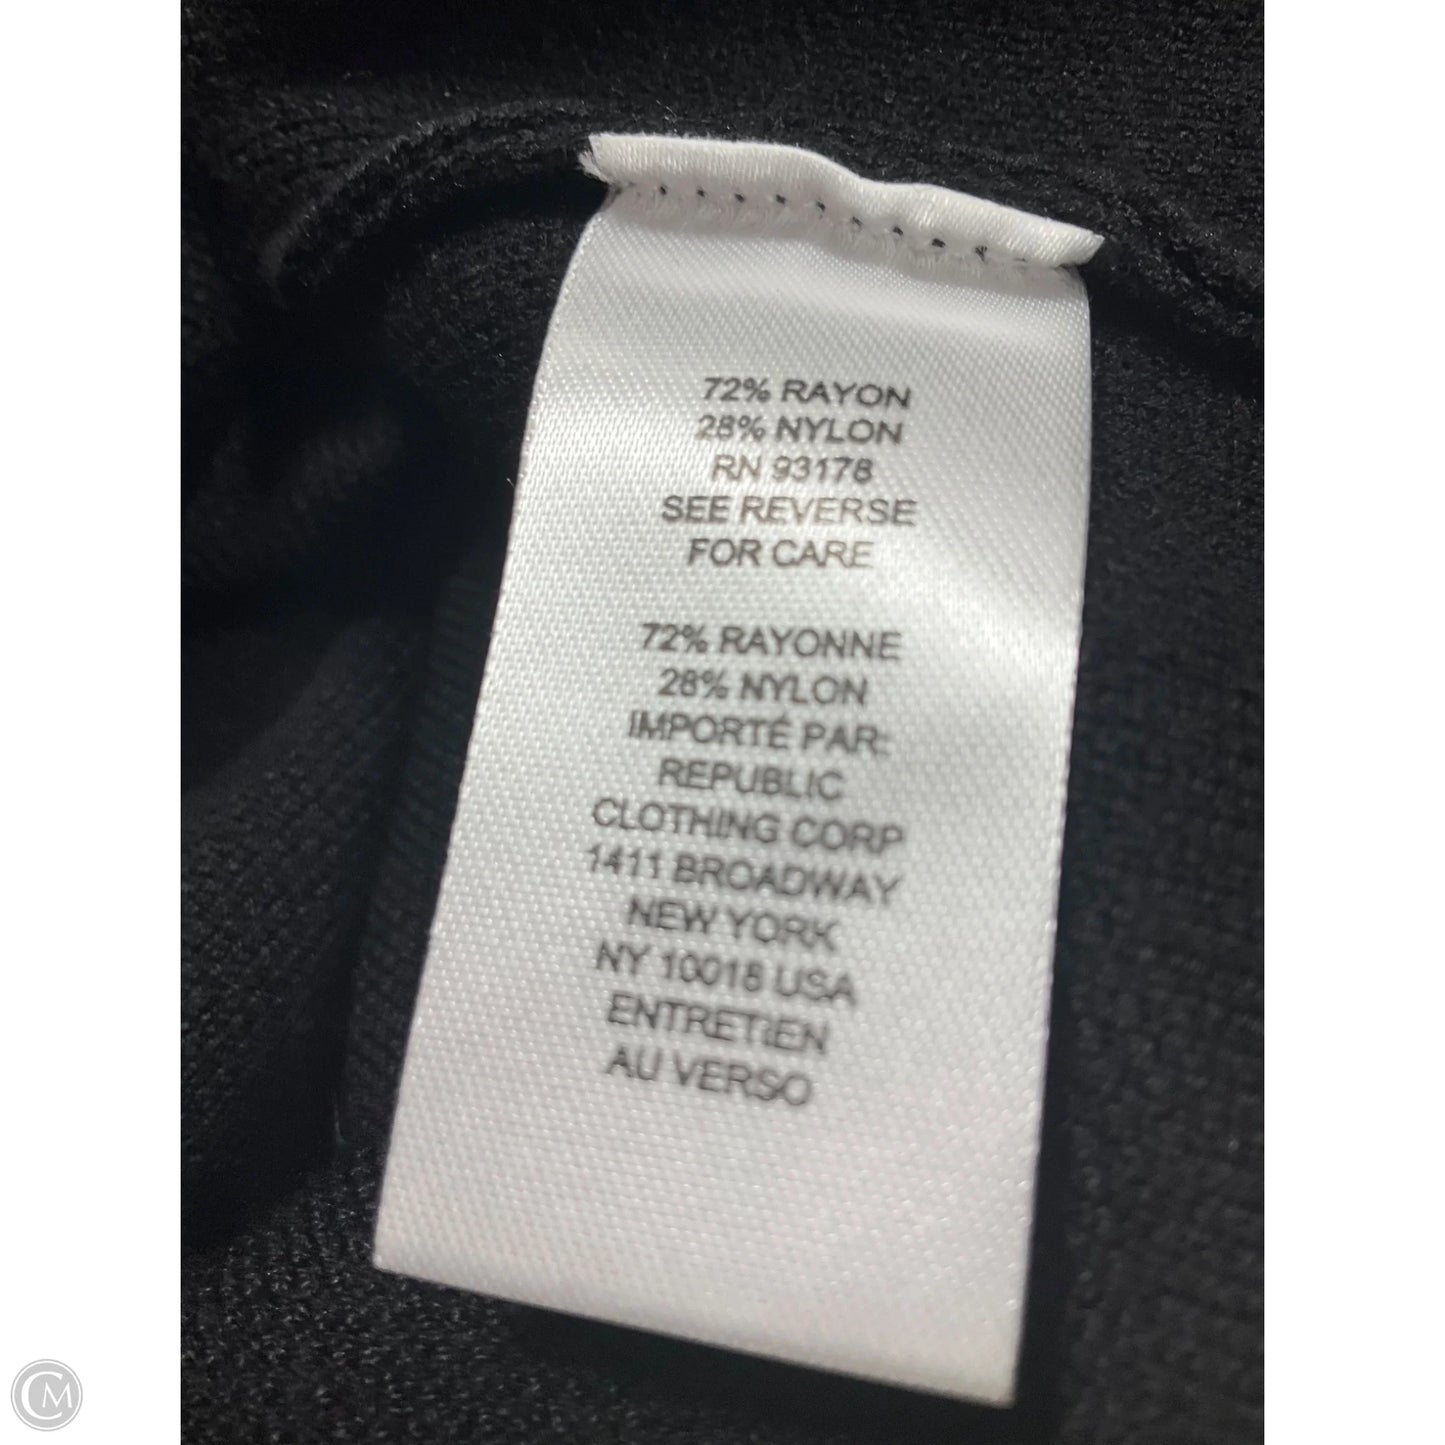 72% RAYON
28% NYLON
RN 93178
SEE REVERSE
FOR CARE
72% RAYONNE
28% NYLON
IMPORTÉ PAR:
REPUBLIC
CLOTHING CORP
1411 BROADWAY
NEW YORK
NY 10018 USA
ENTRETIEN
AU VERSO
CM